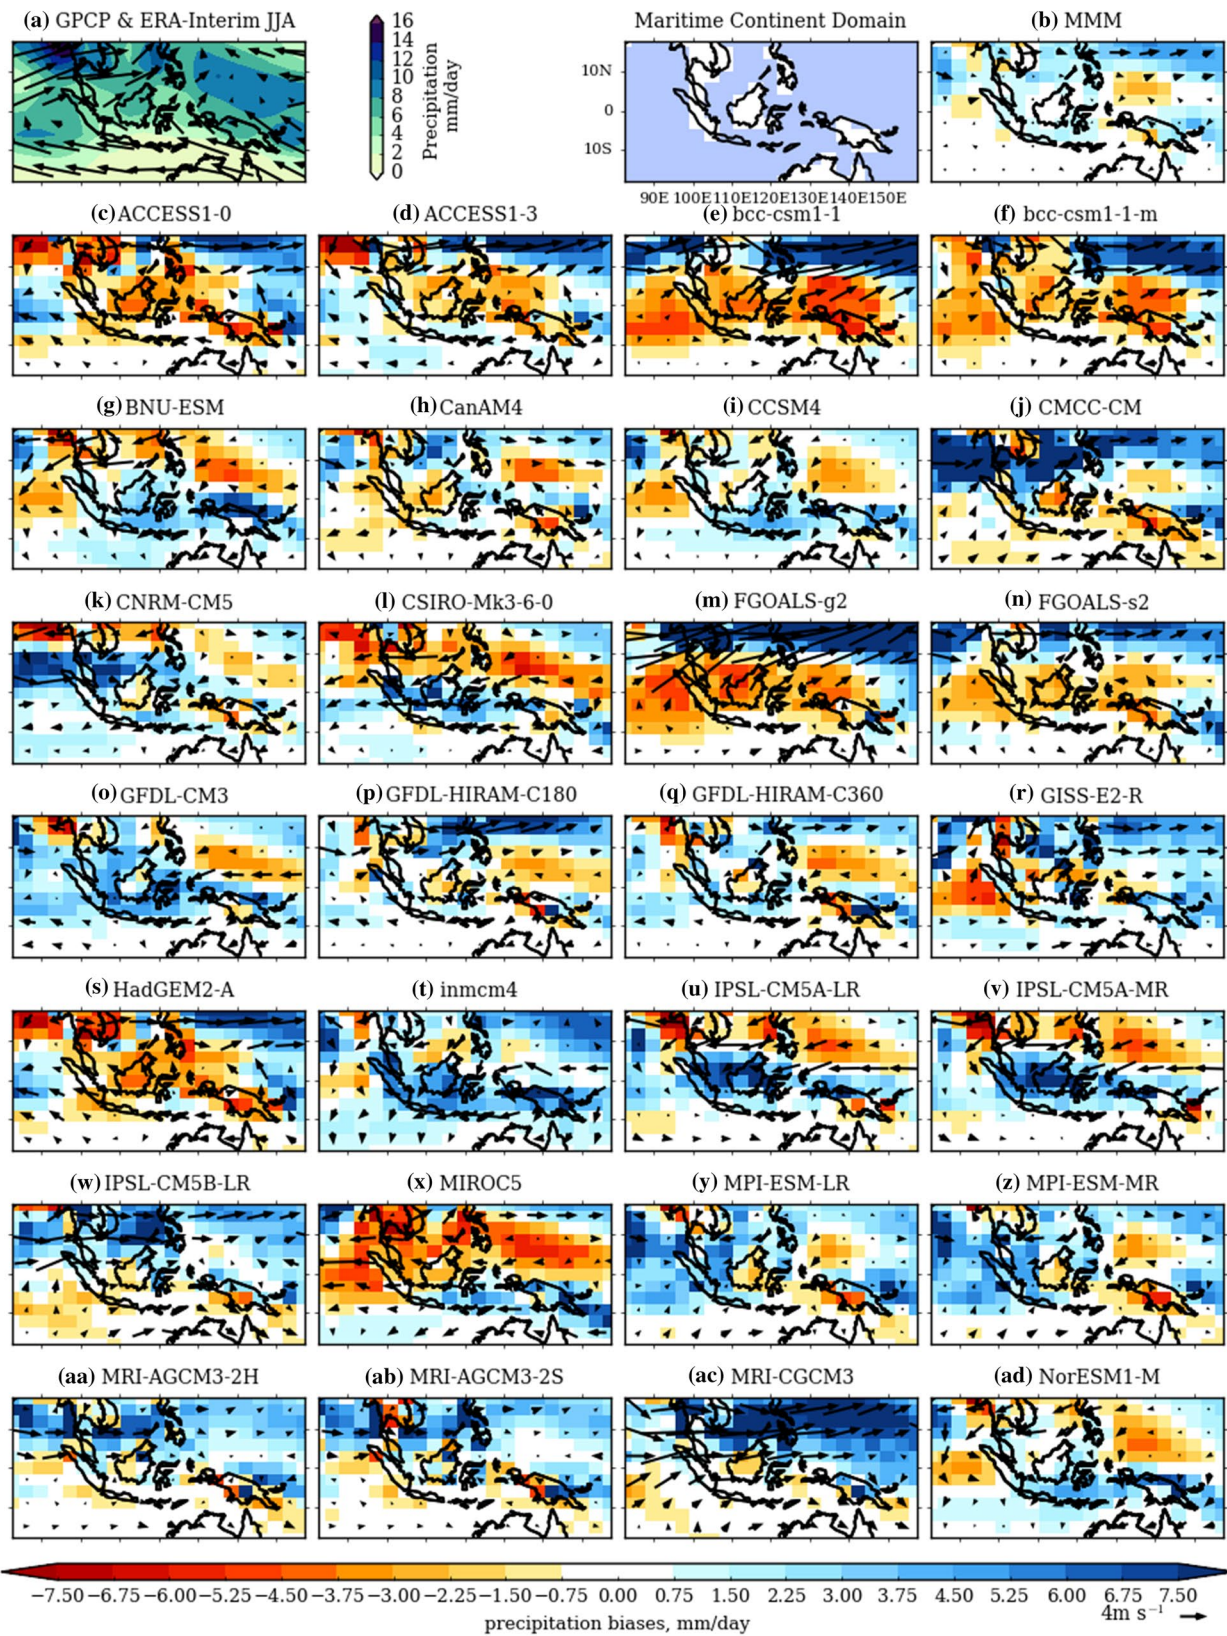 (a) GPCP & ERA-Interim JJA
16
14
12
10
8
6
4
2
0
Precipitation
mm/day
Maritime Continent Domain
10N
0
10S
90E 100E 110E 120E 130E 140E 150E
(b) MMM
(c) ACCESS1-0
(d) ACCESS1-3
(e) bcc-csm1-1
(f) bcc-csm1-1-m
(g) BNU-ESM
(h) CanAM4
(i) CCSM4
(j) CMCC-CM
(k) CNRM-CM5
(l) CSIRO-Mk3-6-0
(m) FGOALS-g2
(n) FGOALS-s2
(o) GFDL-CM3
(p) GFDL-HIRAM-C180
(q) GFDL-HIRAM-C360
(r) GISS-E2-R
(s) HadGEM2-A
(t) inmcm4
(u) IPSL-CM5A-LR
(v) IPSL-CM5A-MR
(w) IPSL-CM5B-LR
(x) MIROC5
(y) MPI-ESM-LR
(z) MPI-ESM-MR
(aa) MRI-AGCM3-2H
(ab) MRI-AGCM3-2S
(ac) MRI-CGCM3
(ad) NorESM1-M
−7.50 −6.75 −6.00 −5.25 −4.50 −3.75 −3.00 −2.25 −1.50 −0.75 0.00 0.75 1.50 2.25 3.00 3.75 4.50 5.25 6.00 6.75 7.50
precipitation biases, mm/day
4m s⁻¹